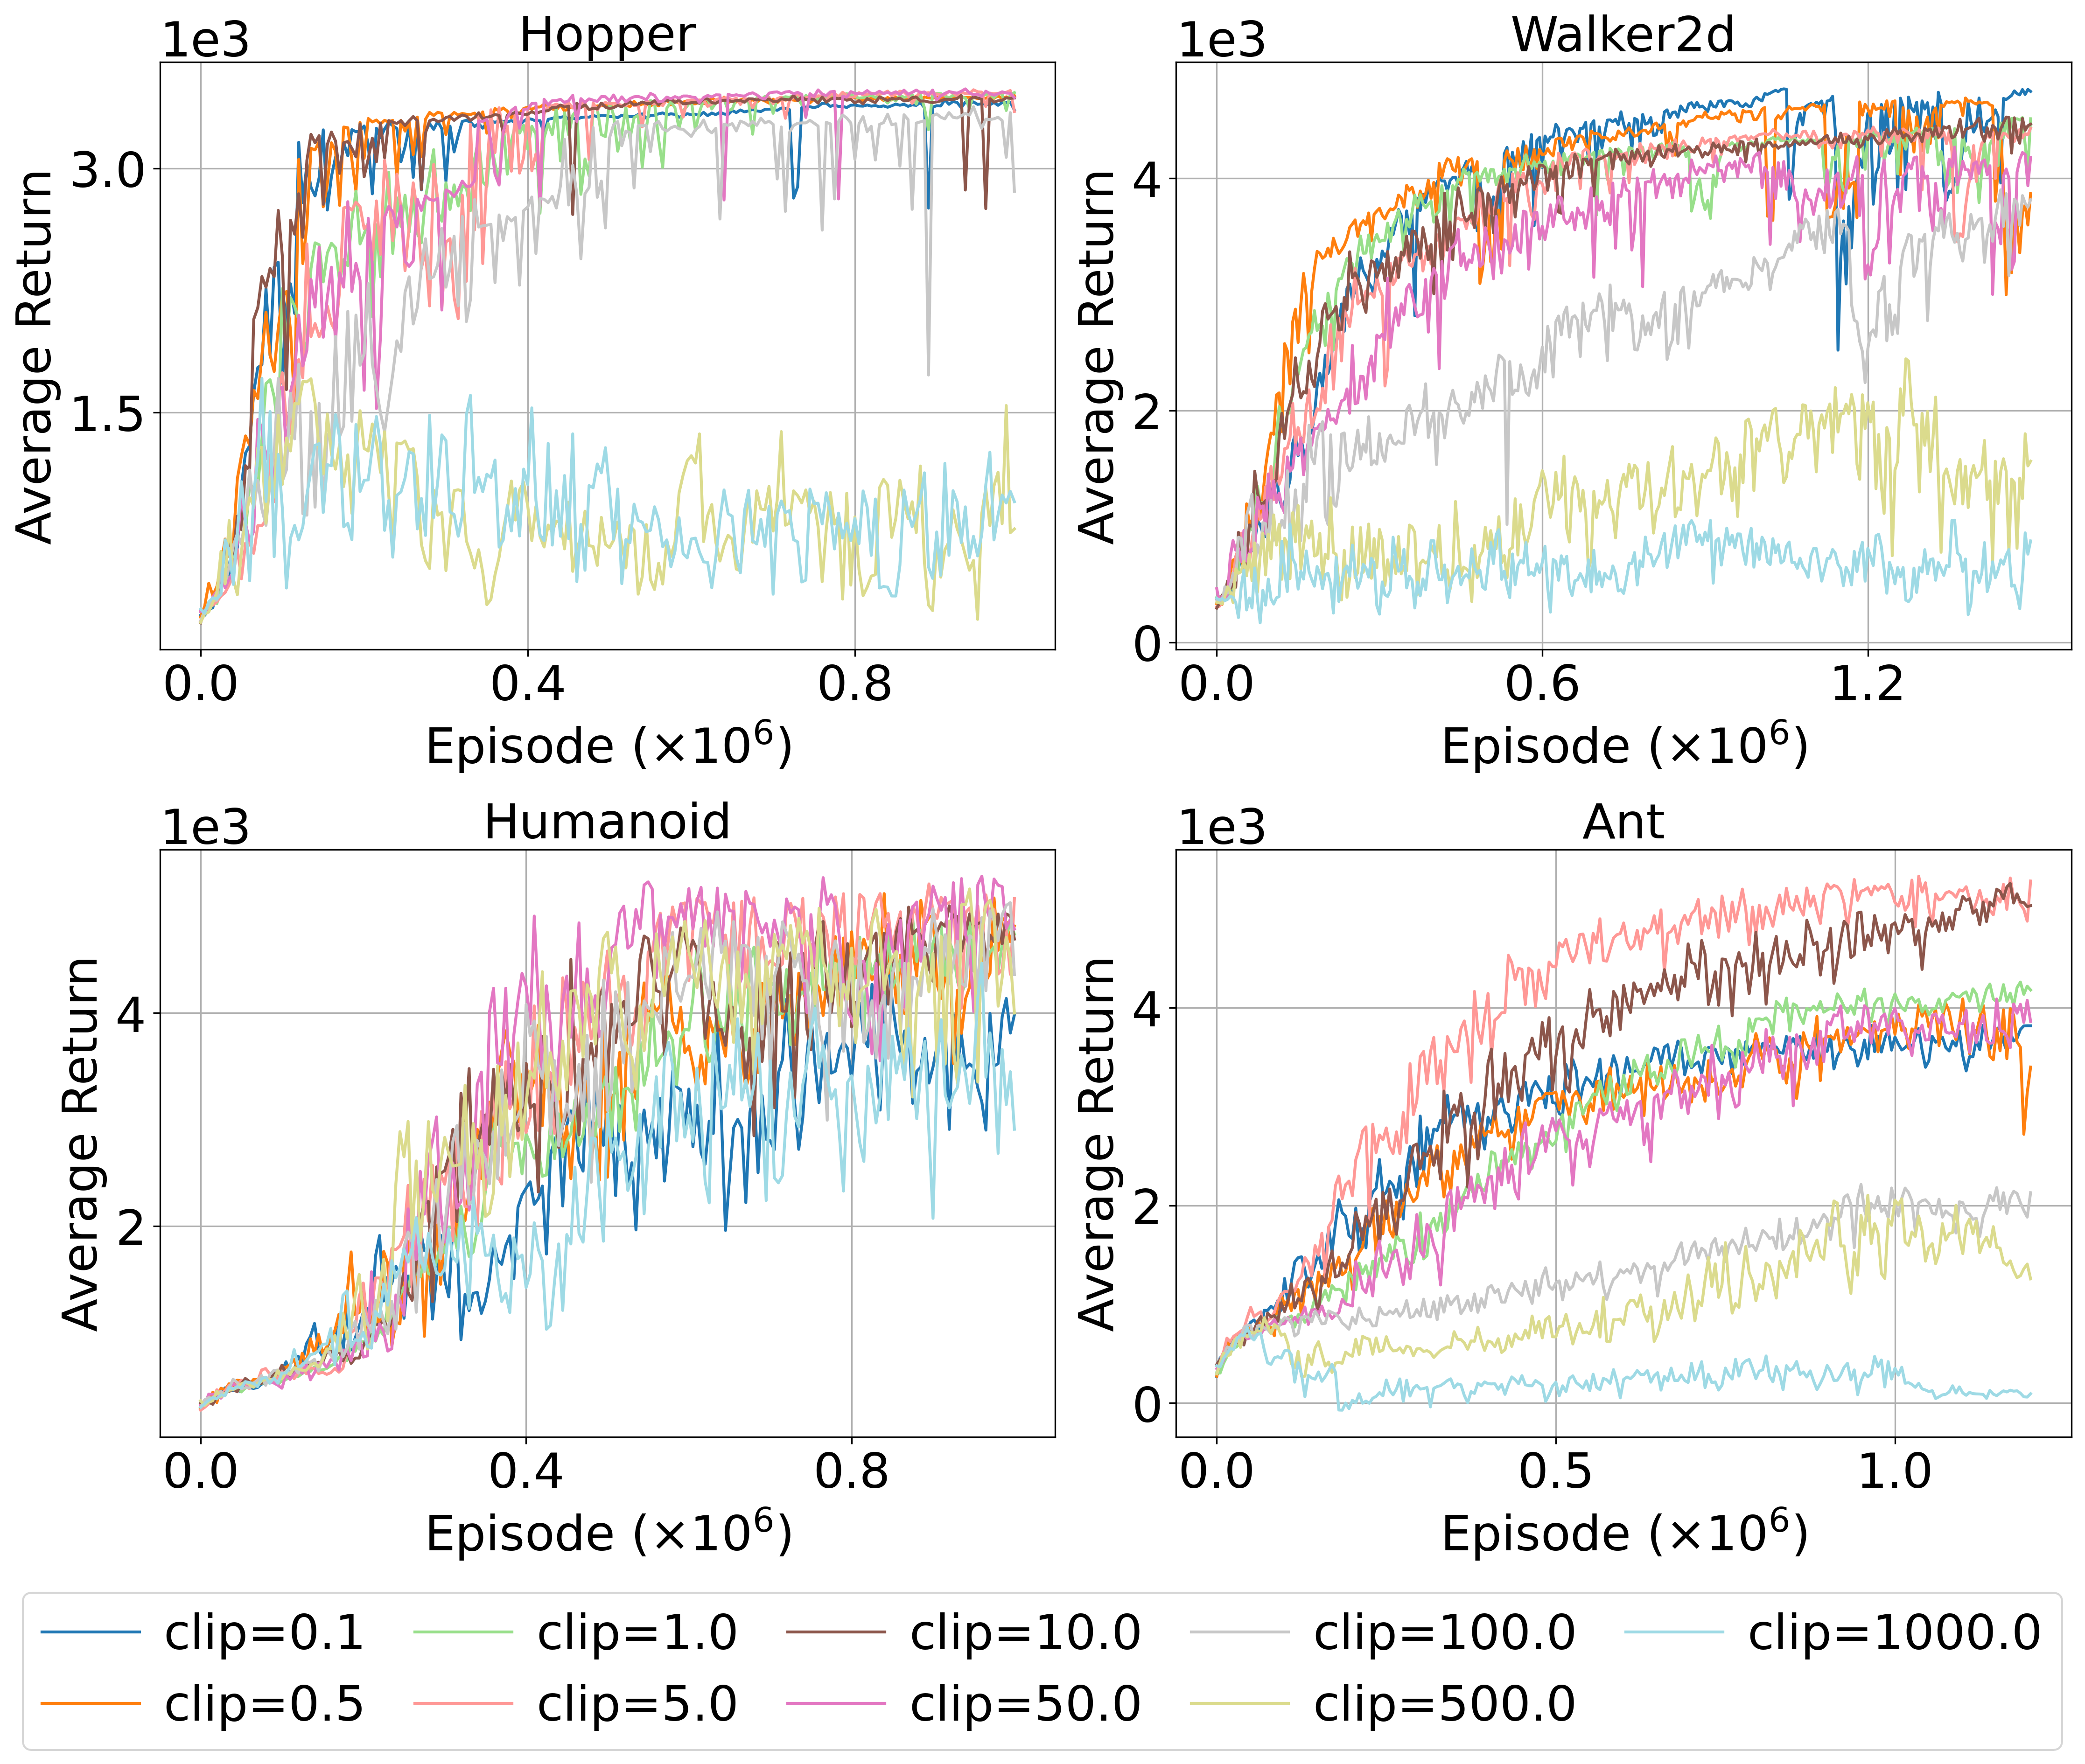 Hopper
1e3
Average Return
3.0
1.5
0.0 0.4 0.8
Episode (×10⁶)
Walker2d
1e3
Average Return
4
2
0
0.0 0.6 1.2
Episode (×10⁶)
Humanoid
1e3
Average Return
4
2
0.0 0.4 0.8
Episode (×10⁶)
Ant
1e3
Average Return
4
2
0
0.0 0.5 1.0
Episode (×10⁶)
clip=0.1 clip=1.0 clip=10.0 clip=100.0 clip=1000.0
clip=0.5 clip=5.0 clip=50.0 clip=500.0